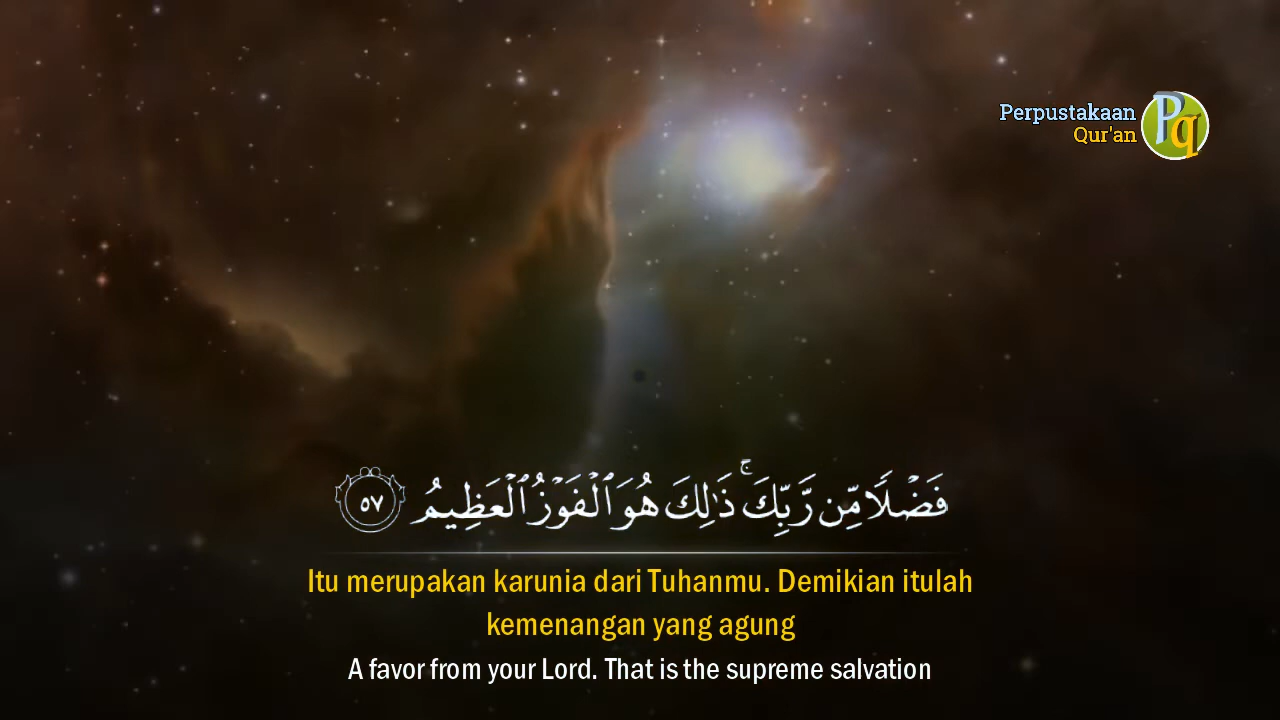 Perpustakaan
Qur'an
Pq
فَضْلًا مِّن رَّبِّكَ ۚ ذَٰلِكَ هُوَ ٱلْفَوْزُ ٱلْعَظِيمُ ٥٧
Itu merupakan karunia dari Tuhanmu. Demikian itulah
kemenangan yang agung
A favor from your Lord. That is the supreme salvation